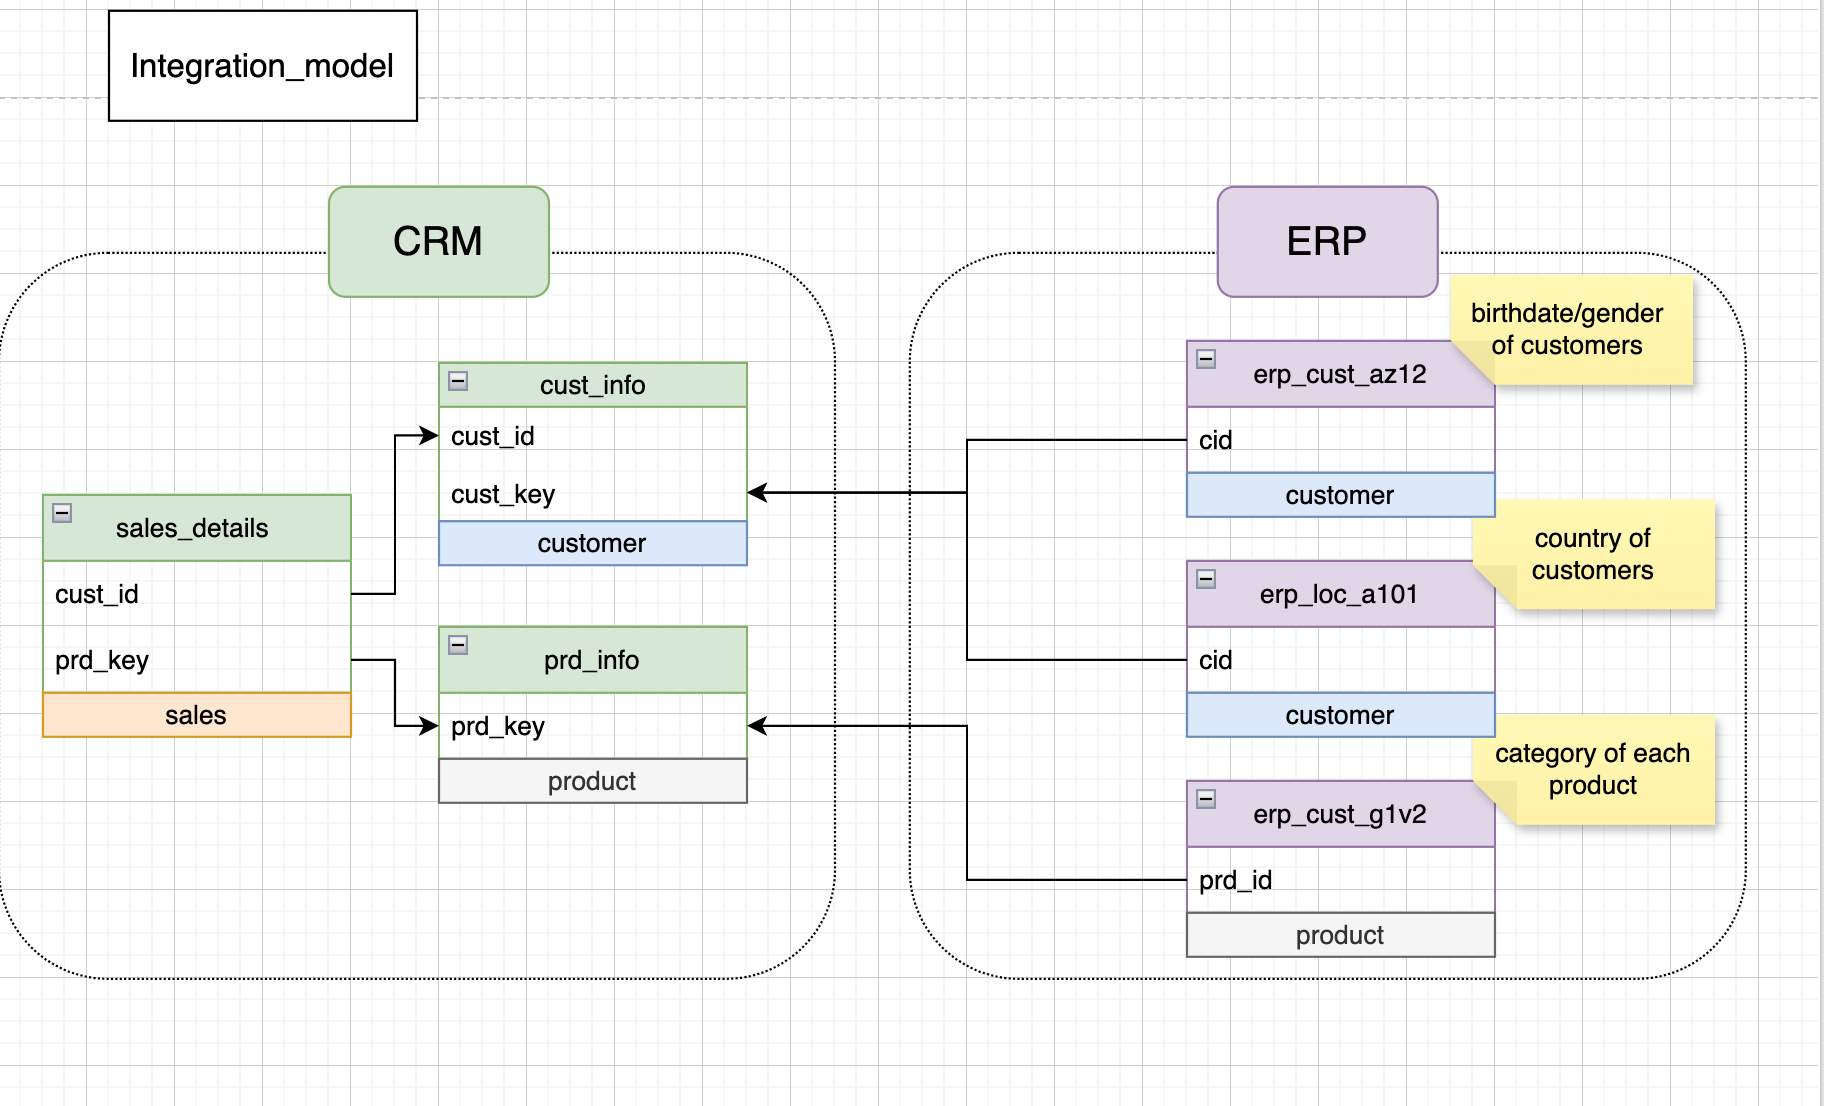 Integration_model
CRM
cust_info
cust_id
cust_key
customer
sales_details
cust_id
prd_key
sales
prd_info
prd_key
product
ERP
birthdate/gender
of customers
erp_cust_az12
cid
customer
country of
customers
erp_loc_a101
cid
customer
category of each
product
erp_cust_g1v2
prd_id
product